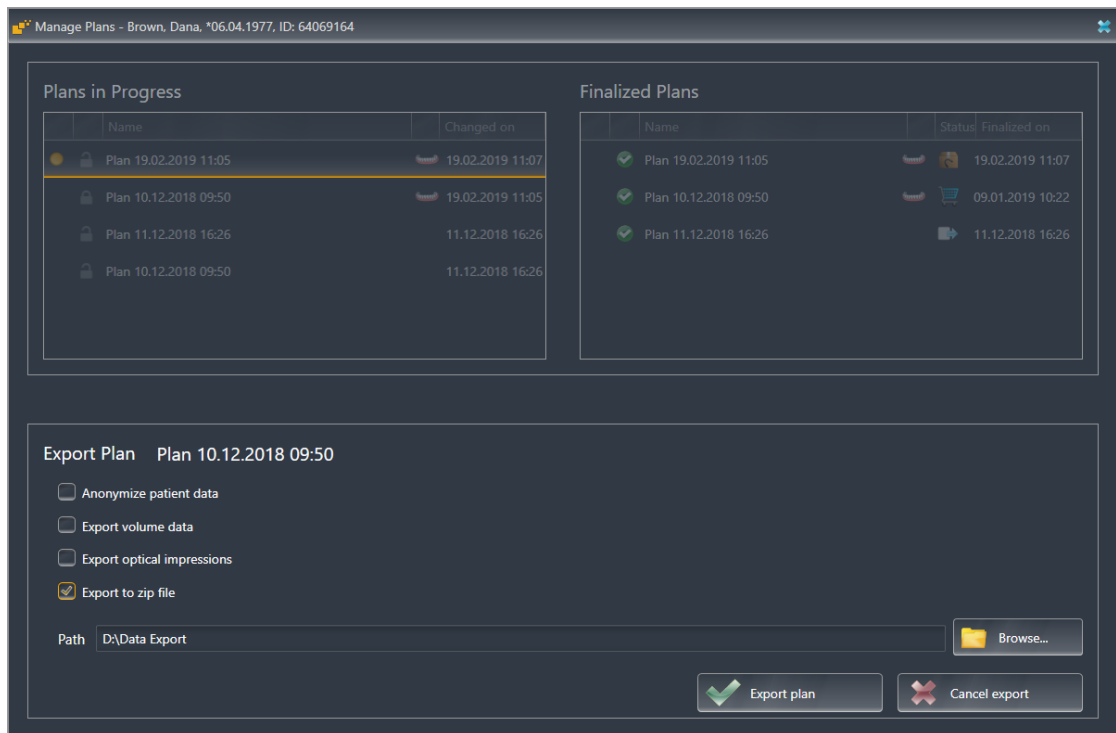 Manage Plans - Brown, Dana, *06.04.1977, ID: 64069164
Plans in Progress
Name Changed on
Plan 19.02.2019 11:05 19.02.2019 11:07
Plan 10.12.2018 09:50 19.02.2019 11:05
Plan 11.12.2018 16:26 11.12.2018 16:26
Plan 10.12.2018 09:50 11.12.2018 16:26
Finalized Plans
Name Status Finalized on
Plan 19.02.2019 11:05 19.02.2019 11:07
Plan 10.12.2018 09:50 09.01.2019 10:22
Plan 11.12.2018 16:26 11.12.2018 16:26
Export Plan Plan 10.12.2018 09:50
Anonymize patient data
Export volume data
Export optical impressions
Export to zip file
Path D:\Data Export Browse...
Export plan Cancel export